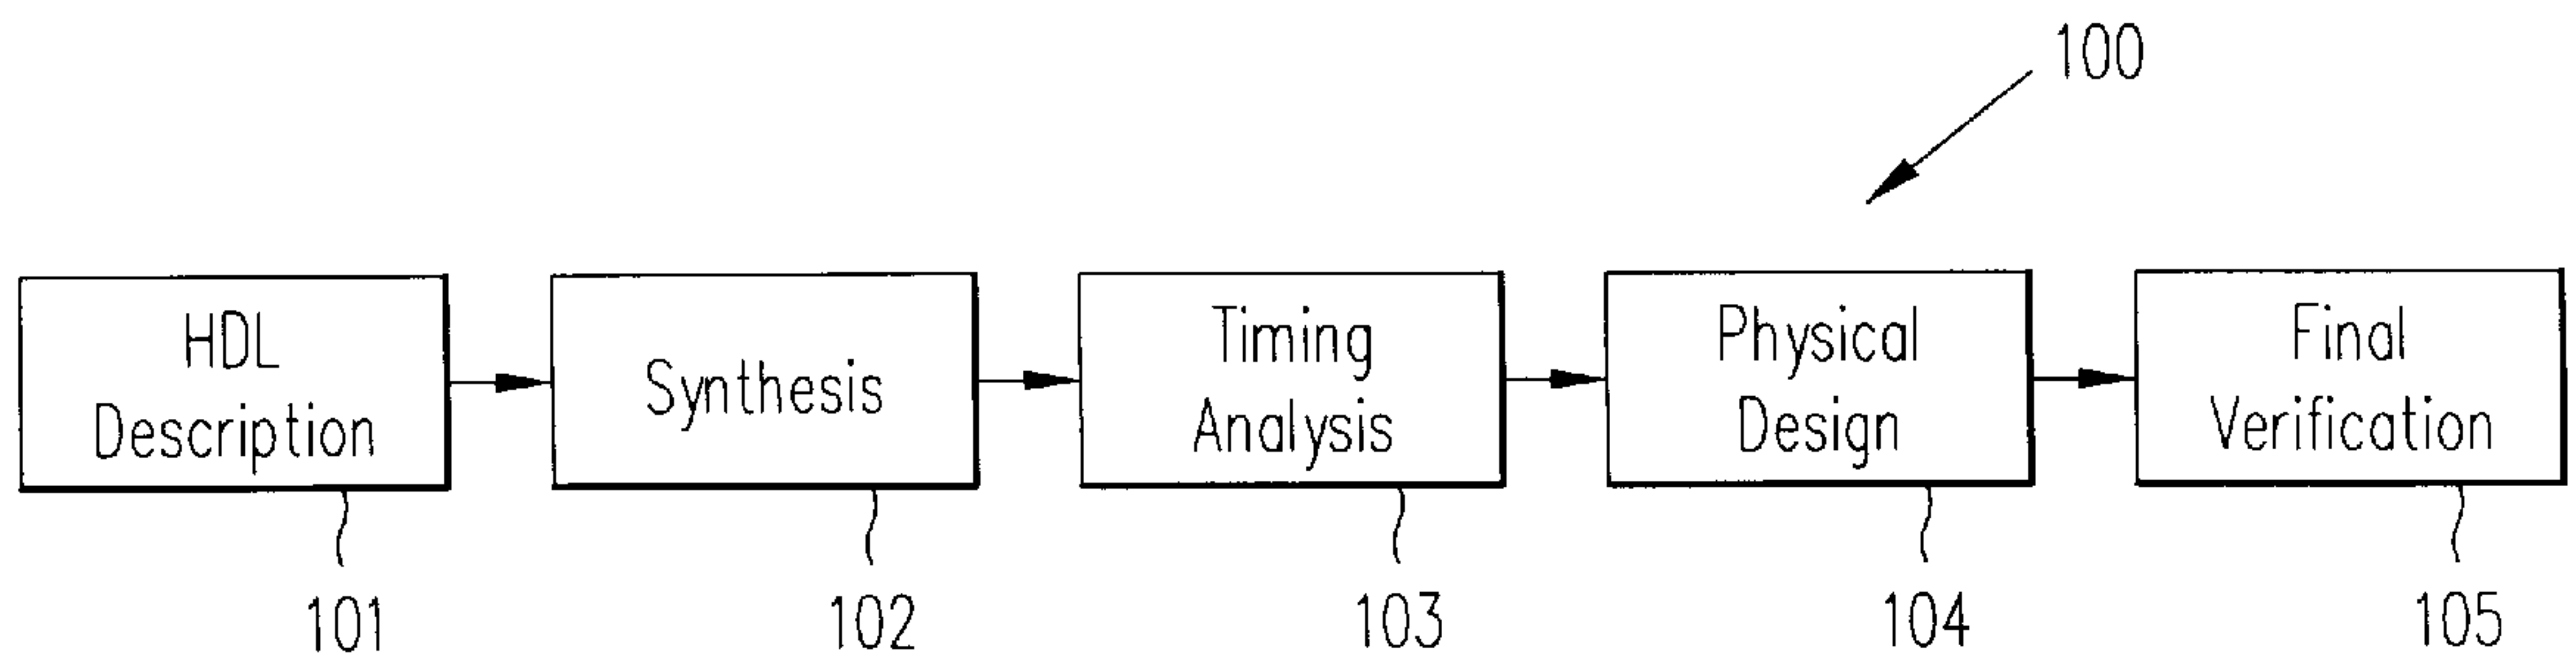 100
HDL
Description
Synthesis
Timing
Analysis
Physical
Design
Final
Verification
101
102
103
104
105